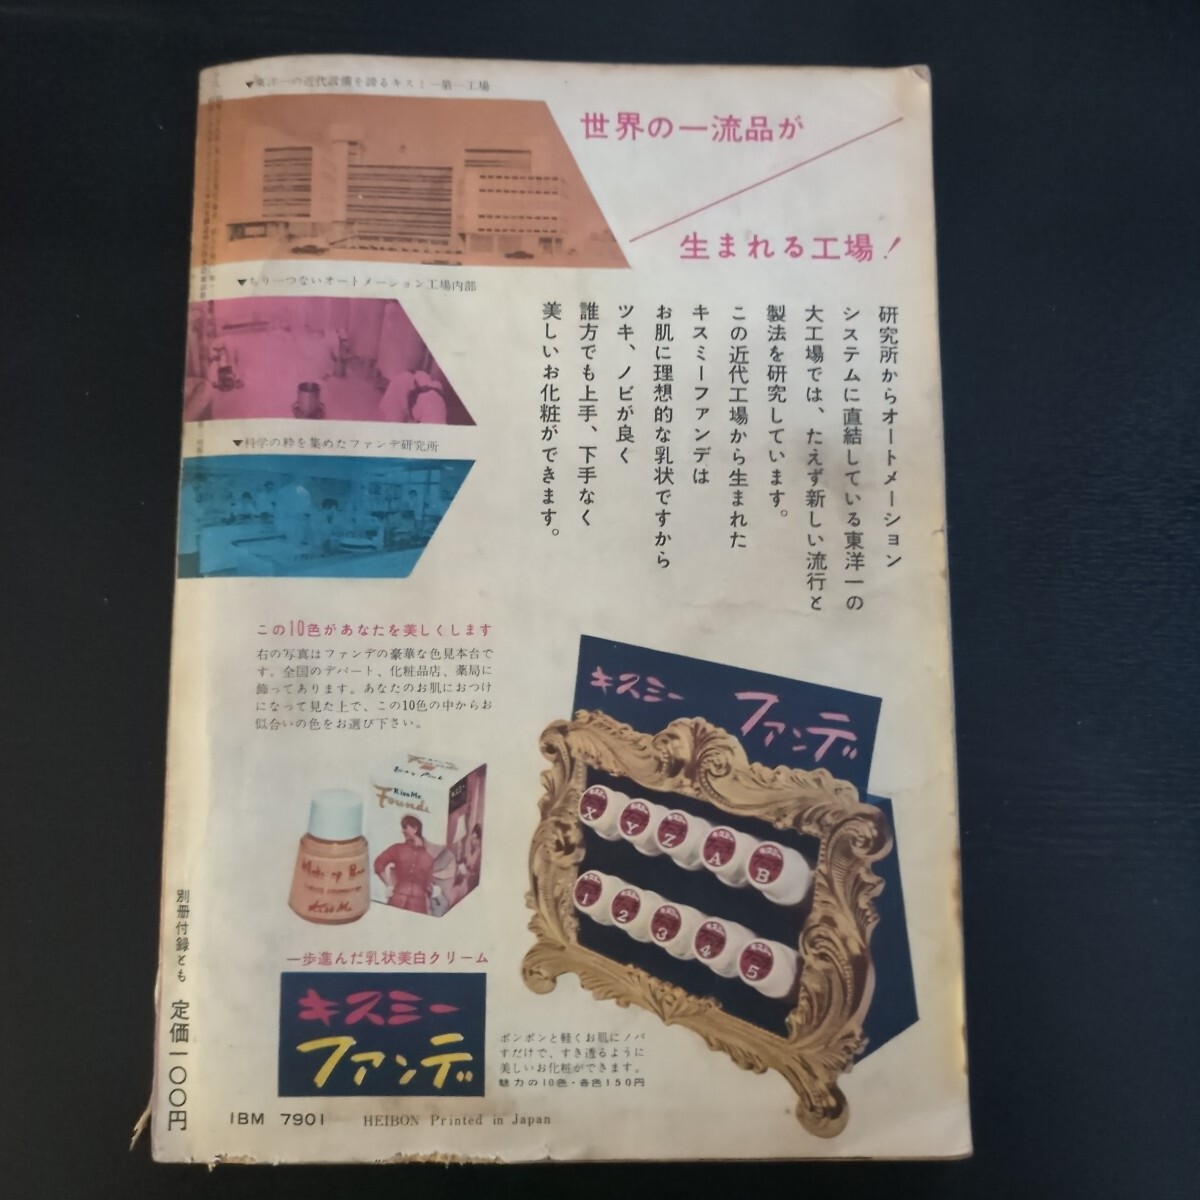 ▼東洋一の近代設備を誇るキスミー第一工場
世界の一流品が
生まれる工場!
▼ちり一つないオートメーション工場内部
▼科学の粋を集めたファンデ研究所
研究所からオートメーション
システムに直結している東洋一の
大工場では、たえず新しい流行と
製法を研究しています。
この近代工場から生まれた
キスミーファンデは
お肌に理想的な乳状ですから
ツキ、ノビが良く
誰方でも上手、下手なく
美しいお化粧ができます。
この10色があなたを美しくします
右の写真はファンデの豪華な色見本台で
す。全国のデパート、化粧品店、薬局に
飾ってあります。あなたのお肌におつけ
になって見た上で、この10色の中からお
似合いの色をお選び下さい。
キスミー
ファンデ
X Y Z A B
1 2 3 4 5
Kiss Me
Founde
Make up Base
Kiss Me
一歩進んだ乳状美白クリーム
キスミー
ファンデ
ポンポンと軽くお肌にノバ
すだけで、すき透るように
美しいお化粧ができます。
魅力の10色・各色150円
別冊付録とも 定価一〇〇円
IBM 7901 HEIBON Printed in Japan